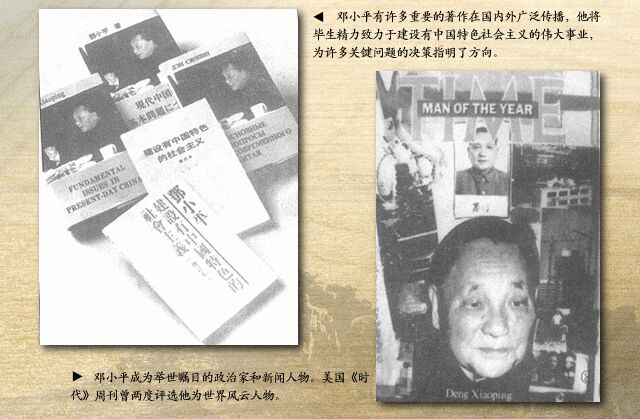 ◀ 邓小平有许多重要的著作在国内外广泛传播，他将
毕生精力致力于建设有中国特色社会主义的伟大事业，
为许多关键问题的决策指明了方向。
鄧小平 著
Xiaoping
現代中国
本問題に
FUNDAMENTAL
ISSUES IN
PRESENT-DAY CHINA
建设有中国特色
的社会主义
ОСНОВНЫЕ
ВОПРОСЫ
СОВРЕМЕННОГО
КИТАЯ
鄧小平
建設有中國特色的
社會主義
TIME
MAN OF THE YEAR
Deng Xiaoping
▶ 邓小平成为举世瞩目的政治家和新闻人物。美国《时
代》周刊曾两度评选他为世界风云人物。